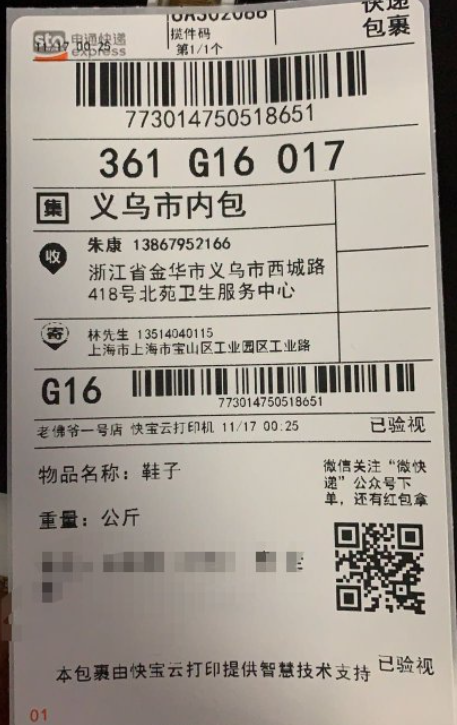 快递
包裹
揽件码
第1/1个
sto 申通快递
express
11/17 00:25
773014750518651
361 G16 017
集 义乌市内包
收 朱康 13867952166
浙江省金华市义乌市西城路
418号北苑卫生服务中心
寄 林先生 13514040115
上海市上海市宝山区工业园区工业路
G16
773014750518651
老佛爷一号店 快宝云打印机 11/17 00:25
已验视
物品名称：鞋子
微信关注“微快
递”公众号下
单，还有红包拿
重量：公斤
本包裹由快宝云打印提供智慧技术支持
已验视
01